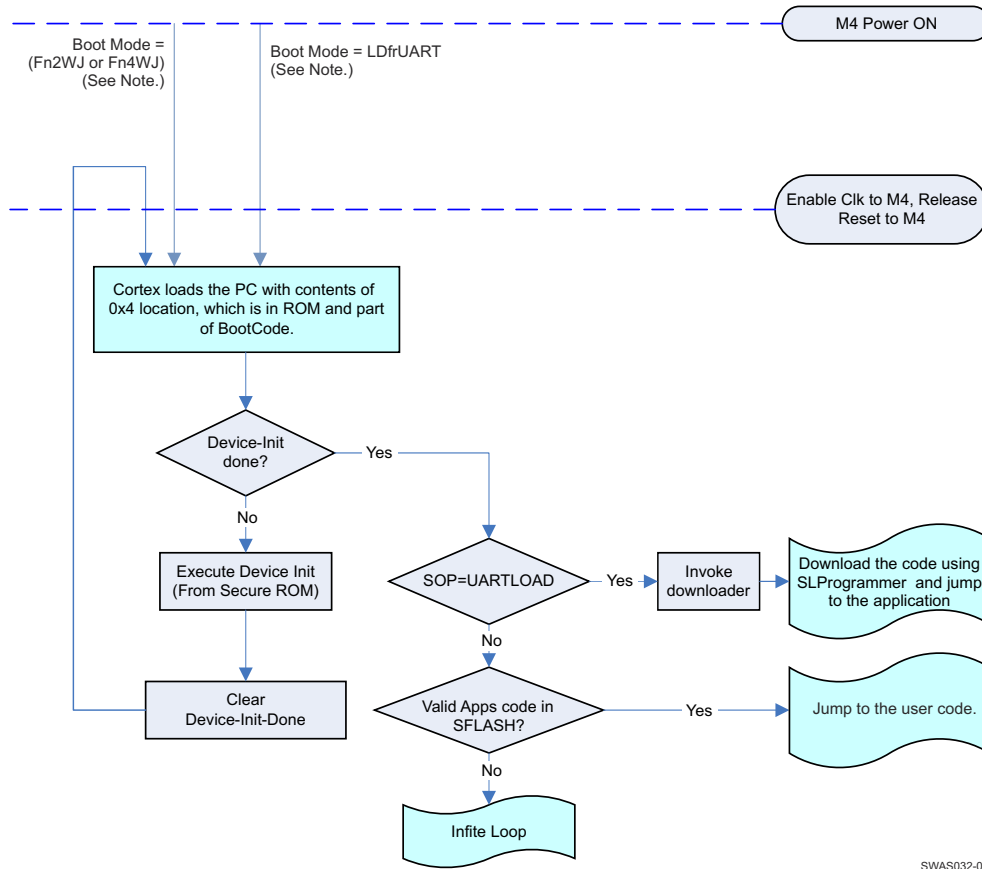 M4 Power ON
Boot Mode =
(Fn2WJ or Fn4WJ)
(See Note.)
Boot Mode = LDfrUART
(See Note.)
Enable Clk to M4, Release
Reset to M4
Cortex loads the PC with contents of
0x4 location, which is in ROM and part
of BootCode.
Device-Init
done?
Yes
No
Execute Device Init
(From Secure ROM)
SOP=UARTLOAD
Yes
Invoke
downloader
Download the code using
SLProgrammer and jump
to the application
No
Clear
Device-Init-Done
Valid Apps code in
SFLASH?
Yes
Jump to the user code.
No
Infite Loop